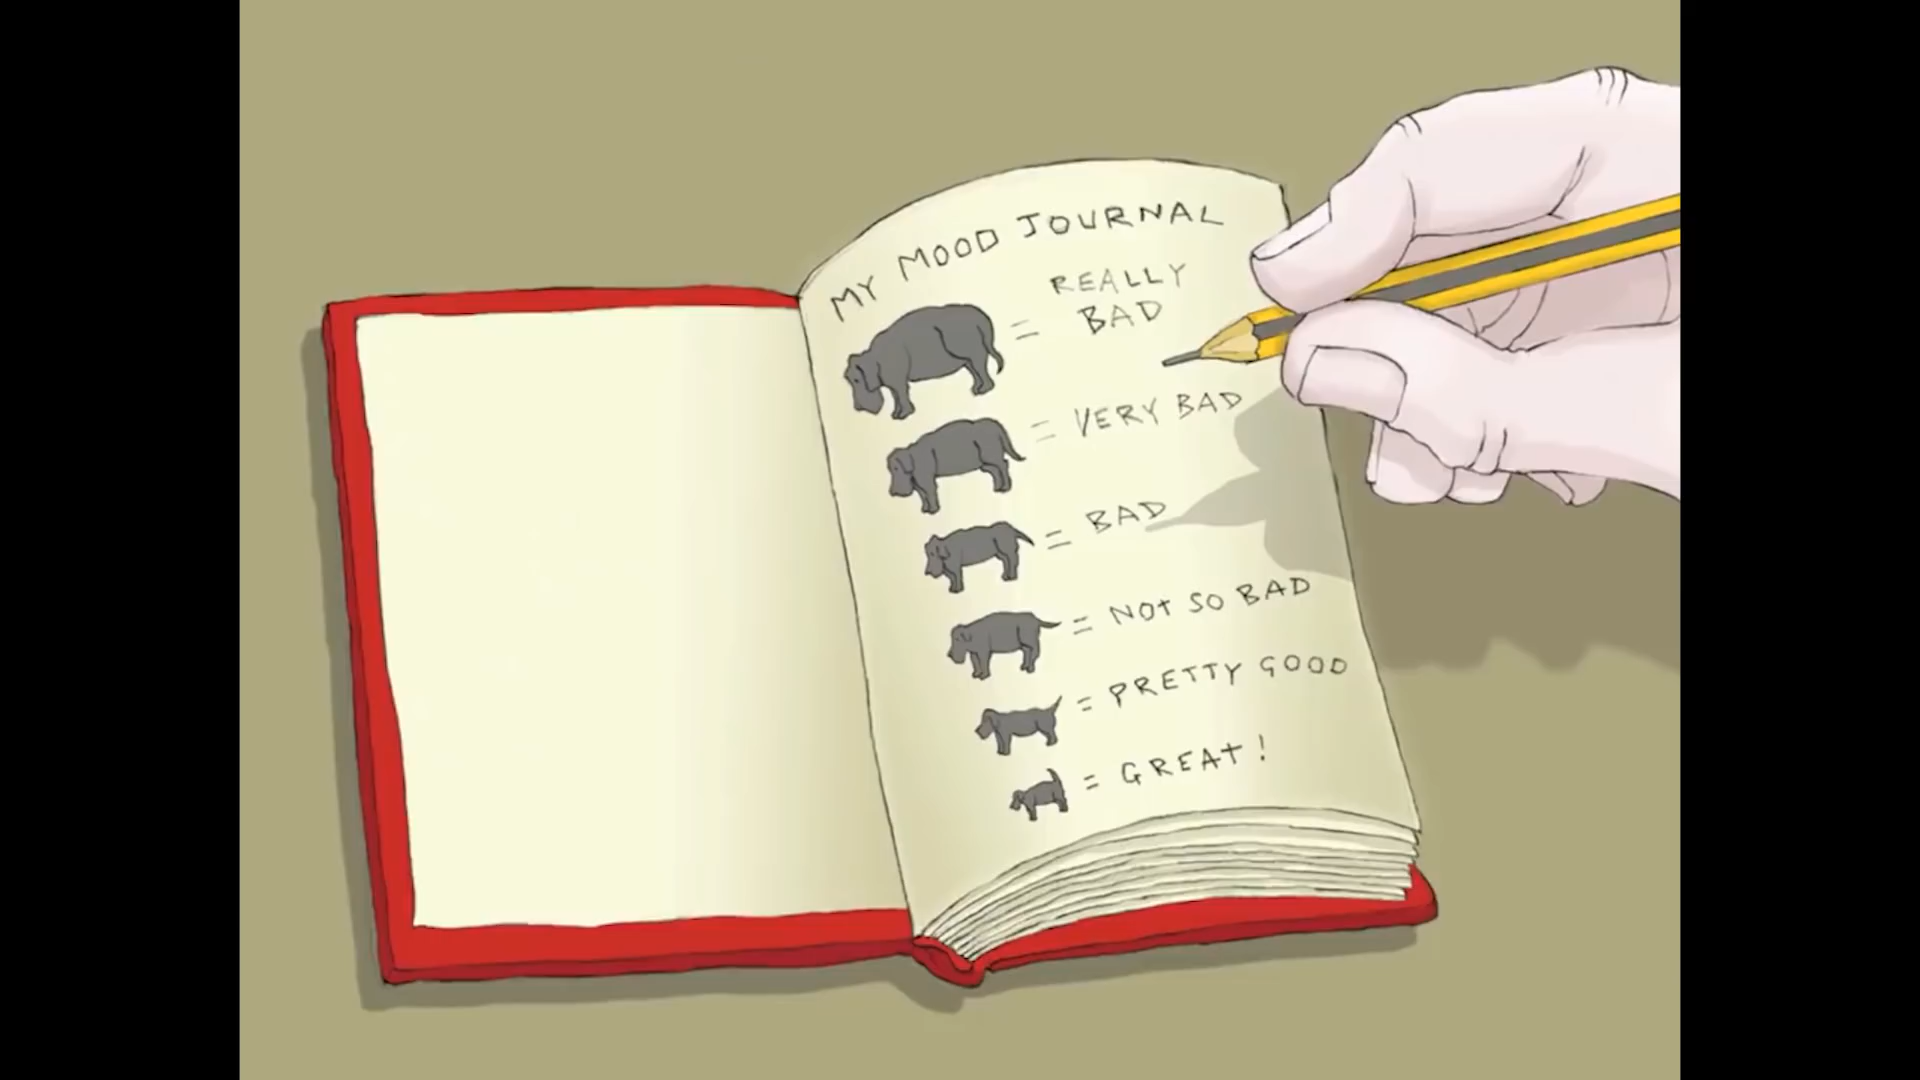 MY MOOD JOURNAL
= REALLY
BAD
= VERY BAD
= BAD
= NOT SO BAD
= PRETTY GOOD
= GREAT!